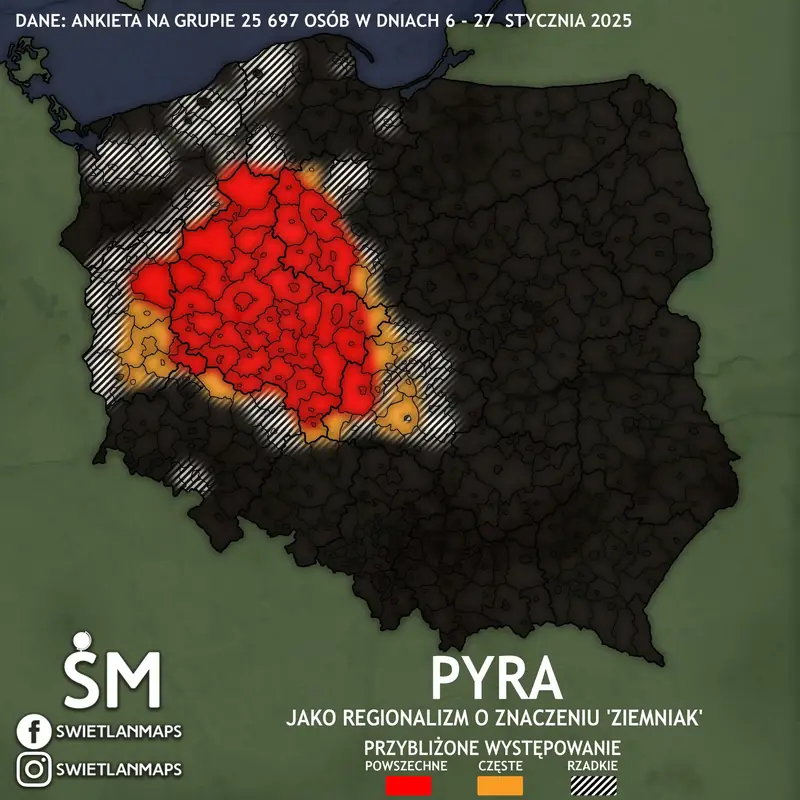 DANE: ANKIETA NA GRUPIE 25 697 OSÓB W DNIACH 6 - 27 STYCZNIA 2025
ŚM
SWIETLANMAPS
SWIETLANMAPS
PYRA
JAKO REGIONALIZM O ZNACZENIU 'ZIEMNIAK'
PRZYBLIŻONE WYSTĘPOWANIE
POWSZECHNE CZĘSTE RZADKIE